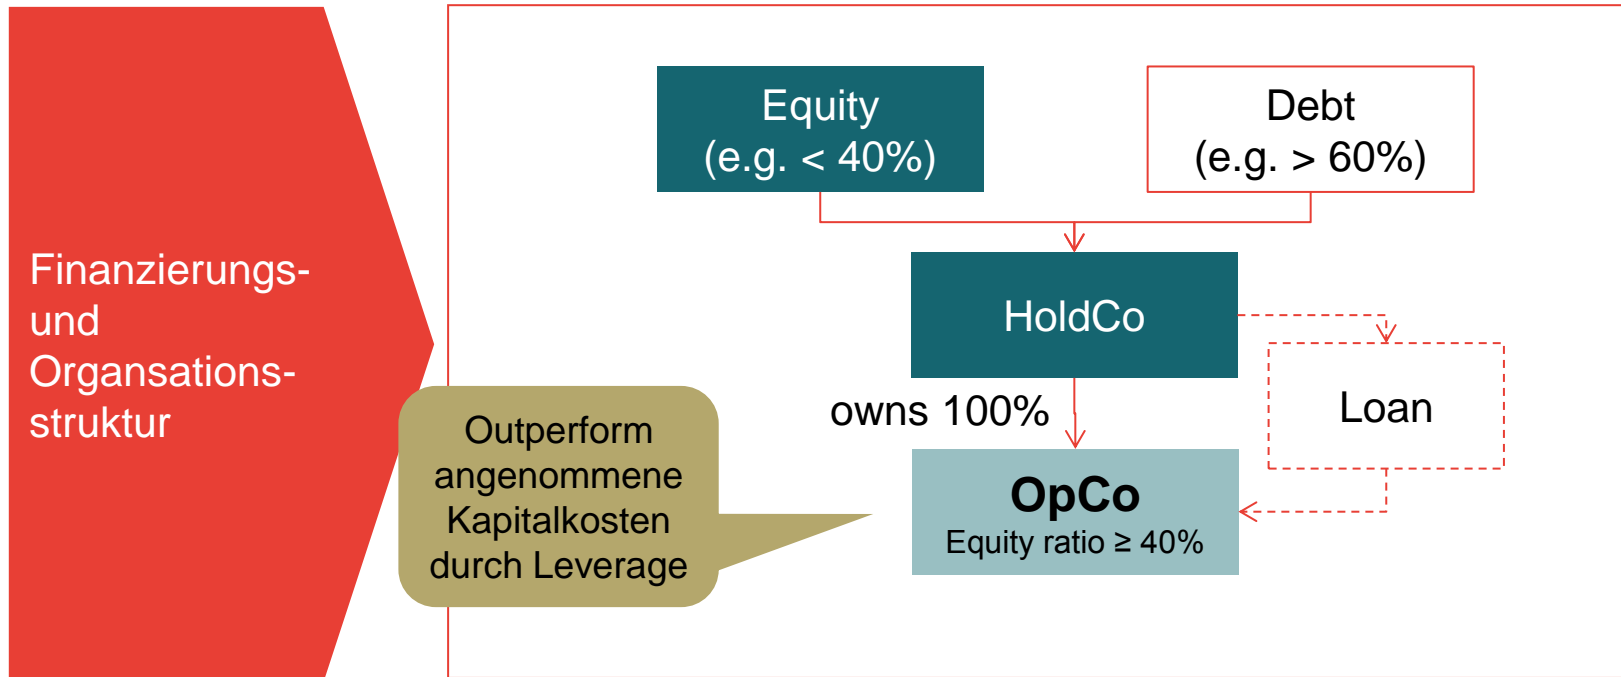 Finanzierungs-
und
Organsations-
struktur
Equity
(e.g. < 40%)
Debt
(e.g. > 60%)
HoldCo
owns 100%
Loan
OpCo
Equity ratio ≥ 40%
Outperform
angenommene
Kapitalkosten
durch Leverage